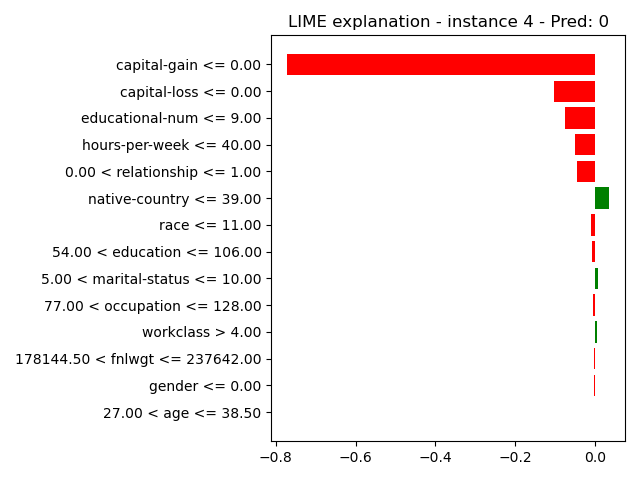 LIME explanation - instance 4 - Pred: 0
capital-gain <= 0.00
capital-loss <= 0.00
educational-num <= 9.00
hours-per-week <= 40.00
0.00 < relationship <= 1.00
native-country <= 39.00
race <= 11.00
54.00 < education <= 106.00
5.00 < marital-status <= 10.00
77.00 < occupation <= 128.00
workclass > 4.00
178144.50 < fnlwgt <= 237642.00
gender <= 0.00
27.00 < age <= 38.50
−0.8 −0.6 −0.4 −0.2 0.0